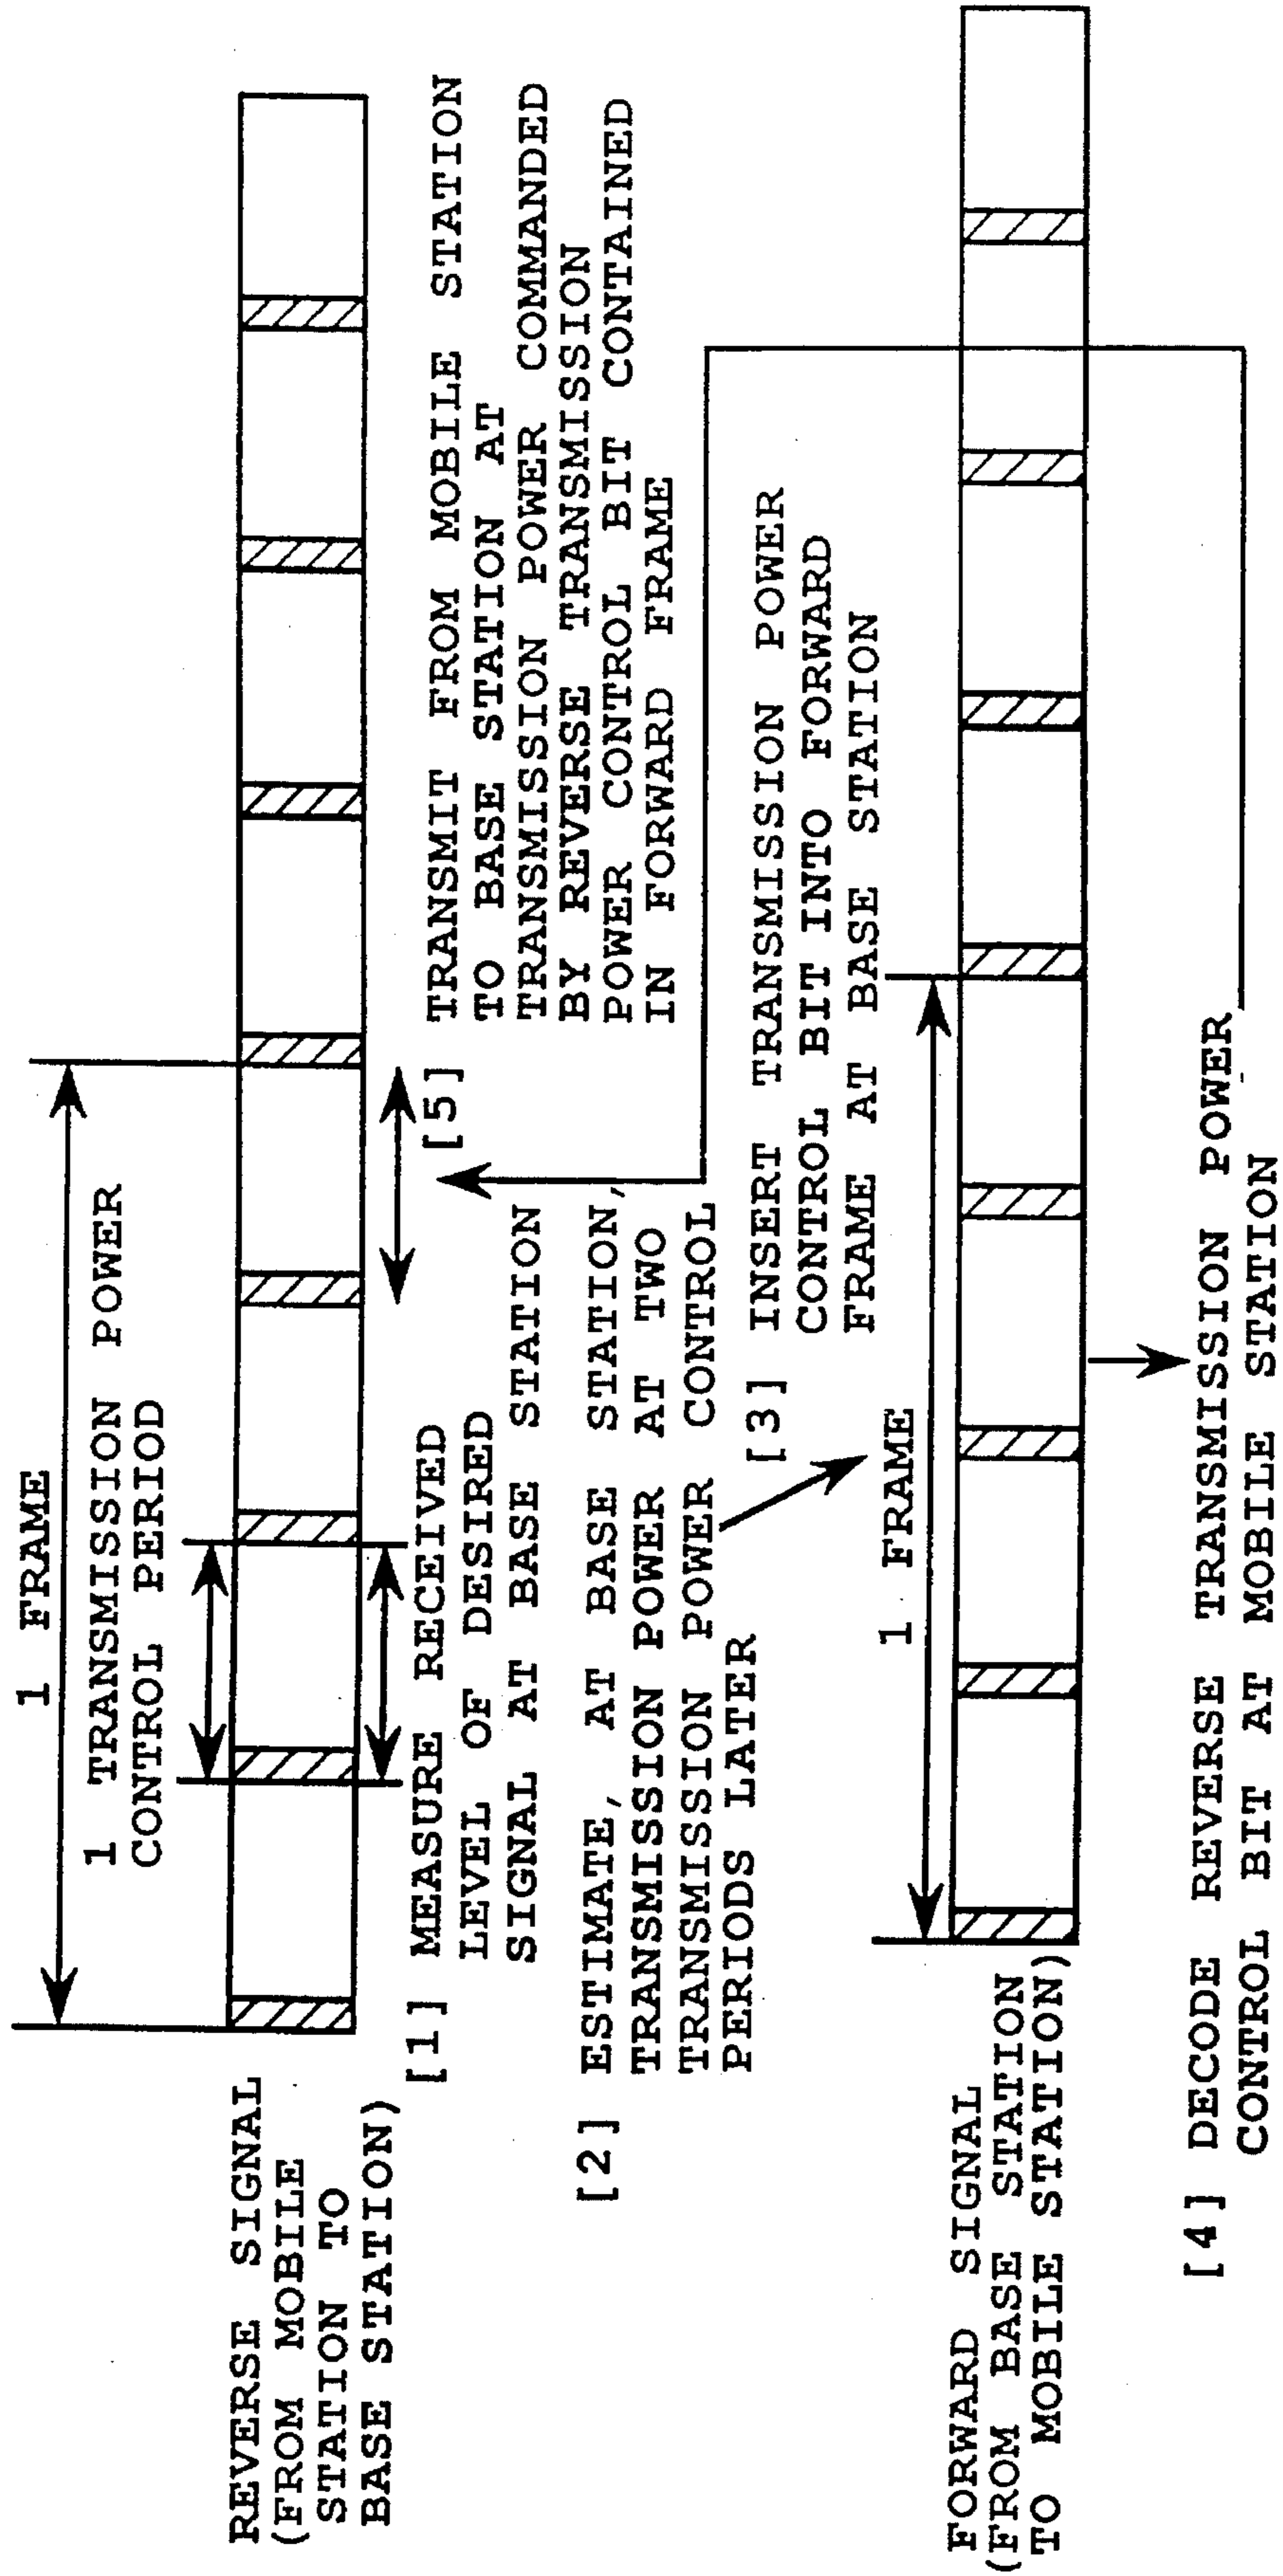 1 FRAME
1 TRANSMISSION POWER
CONTROL PERIOD
REVERSE SIGNAL
(FROM MOBILE
STATION TO
BASE STATION)
[1] MEASURE RECEIVED
LEVEL OF DESIRED
SIGNAL AT BASE STATION
[2] ESTIMATE, AT BASE STATION,
TRANSMISSION POWER AT TWO
TRANSMISSION POWER CONTROL
PERIODS LATER
[5] TRANSMIT FROM MOBILE STATION
TO BASE STATION AT
TRANSMISSION POWER COMMANDED
BY REVERSE TRANSMISSION
POWER CONTROL BIT CONTAINED
IN FORWARD FRAME
[3] INSERT TRANSMISSION POWER
CONTROL BIT INTO FORWARD
FRAME AT BASE STATION
1 FRAME
FORWARD SIGNAL
(FROM BASE STATION
TO MOBILE STATION)
[4] DECODE REVERSE TRANSMISSION POWER
CONTROL BIT AT MOBILE STATION